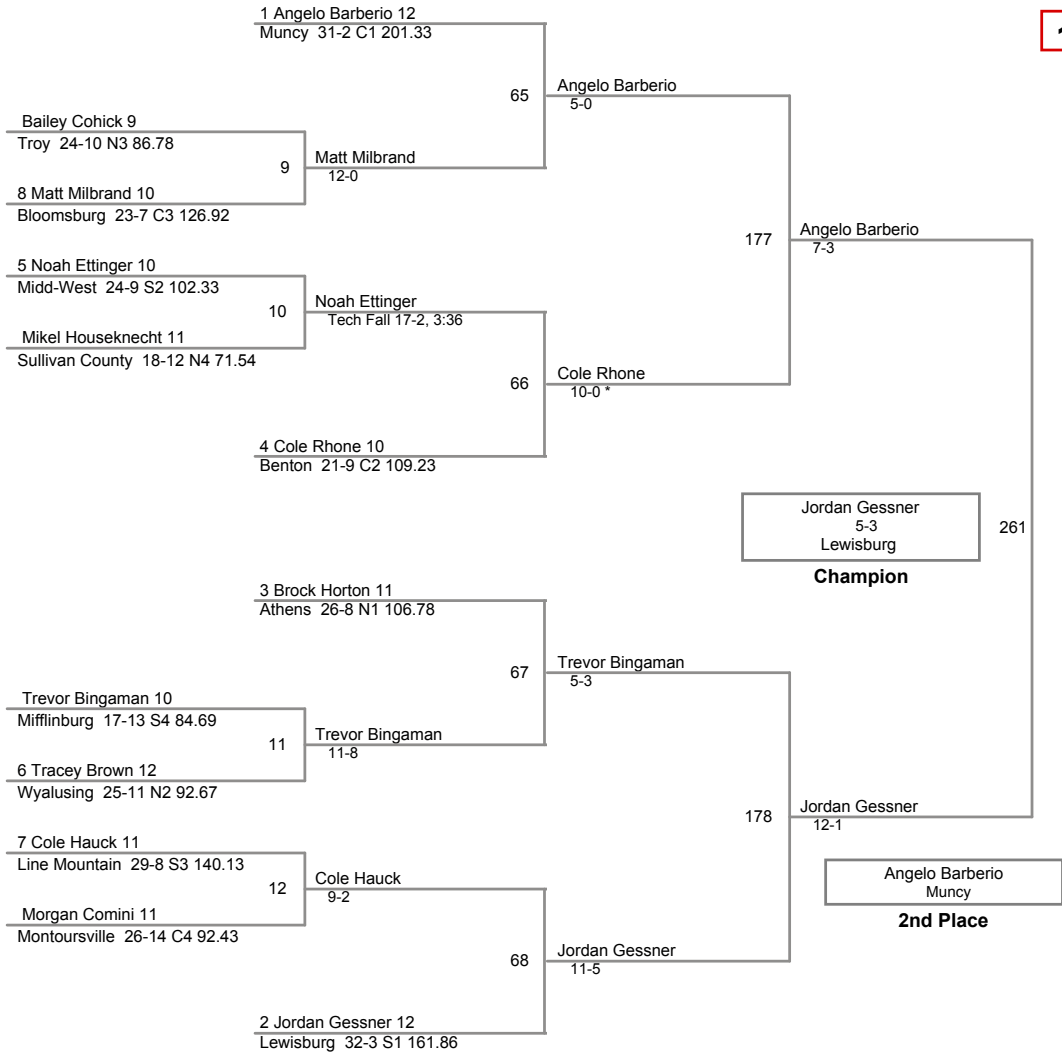 1 Angelo Barberio 12
Muncy 31-2 C1 201.33
65
Angelo Barberio
5-0
Bailey Cohick 9
Troy 24-10 N3 86.78
9
Matt Milbrand
12-0
8 Matt Milbrand 10
Bloomsburg 23-7 C3 126.92
177
Angelo Barberio
7-3
5 Noah Ettinger 10
Midd-West 24-9 S2 102.33
10
Noah Ettinger
Tech Fall 17-2, 3:36
Mikel Houseknecht 11
Sullivan County 18-12 N4 71.54
66
Cole Rhone
10-0 *
4 Cole Rhone 10
Benton 21-9 C2 109.23
Jordan Gessner
5-3
Lewisburg
261
Champion
3 Brock Horton 11
Athens 26-8 N1 106.78
67
Trevor Bingaman
5-3
Trevor Bingaman 10
Mifflinburg 17-13 S4 84.69
11
Trevor Bingaman
11-8
6 Tracey Brown 12
Wyalusing 25-11 N2 92.67
178
Jordan Gessner
12-1
7 Cole Hauck 11
Line Mountain 29-8 S3 140.13
12
Cole Hauck
9-2
Morgan Comini 11
Montoursville 26-14 C4 92.43
Angelo Barberio
Muncy
2nd Place
68
Jordan Gessner
11-5
2 Jordan Gessner 12
Lewisburg 32-3 S1 161.86